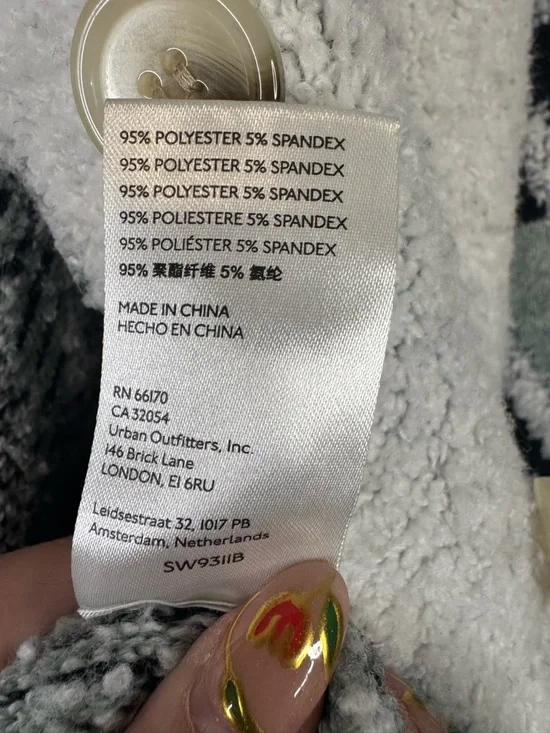 95% POLYESTER 5% SPANDEX
95% POLYESTER 5% SPANDEX
95% POLYESTER 5% SPANDEX
95% POLIESTERE 5% SPANDEX
95% POLIÉSTER 5% SPANDEX
95% 聚酯纤维 5% 氨纶
MADE IN CHINA
HECHO EN CHINA
RN 66170
CA 32054
Urban Outfitters, Inc.
146 Brick Lane
LONDON, E1 6RU
Leidsestraat 32, 1017 PB
Amsterdam, Netherlands
SW9311B